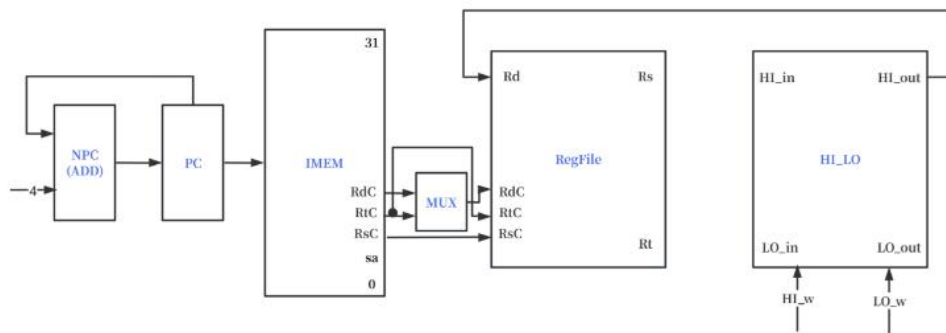 4
NPC
(ADD)
PC
31
IMEM
RdC
RtC
RsC
sa
0
MUX
Rd
Rs
RegFile
RdC
RtC
RsC
Rt
HI_in
HI_out
HI_LO
LO_in
LO_out
HI_w
LO_w